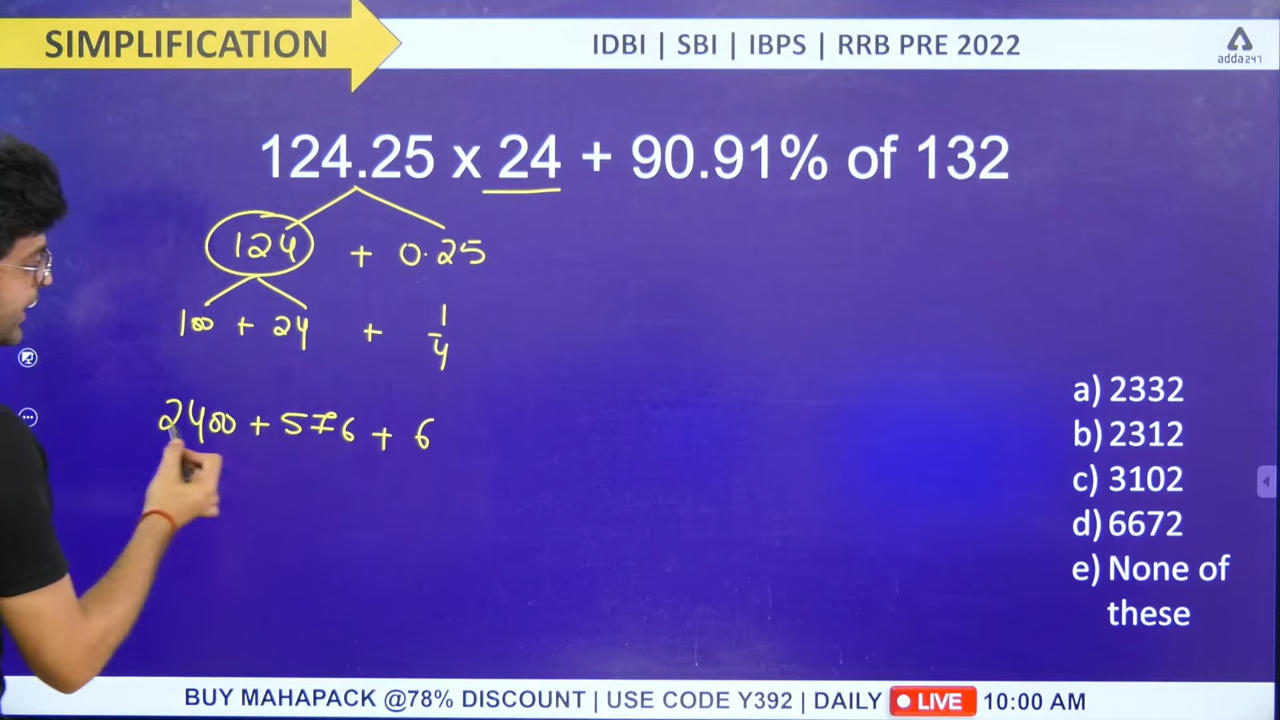 SIMPLIFICATION
IDBI | SBI | IBPS | RRB PRE 2022
adda247
124.25 x 24 + 90.91% of 132
124 + 0.25
100 + 24 + 1/4
2400 + 576 + 6
a) 2332
b) 2312
c) 3102
d) 6672
e) None of
these
BUY MAHAPACK @78% DISCOUNT | USE CODE Y392 | DAILY LIVE 10:00 AM